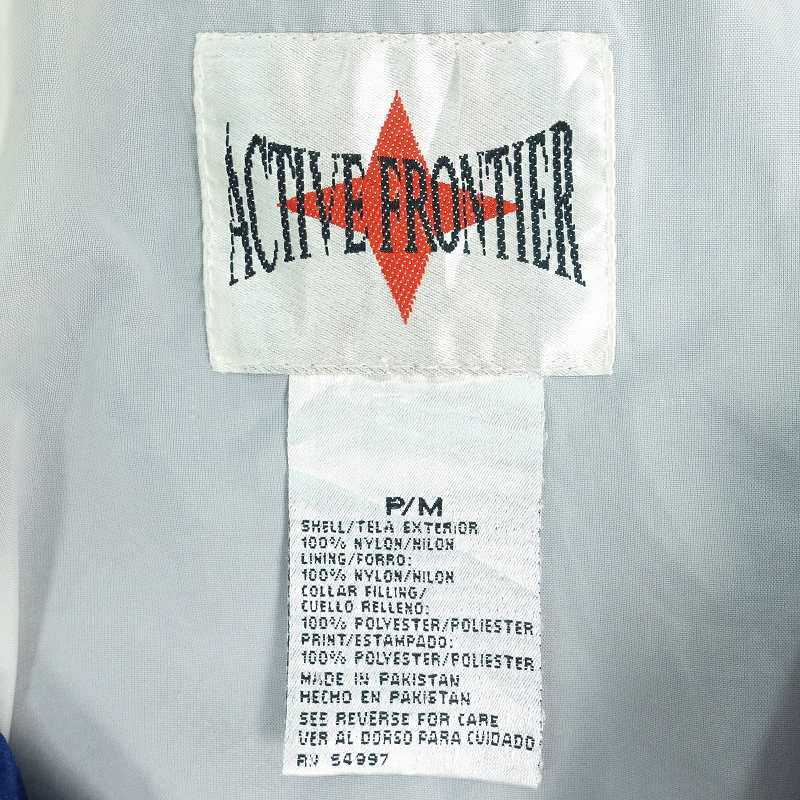 ACTIVE FRONTIER
P/M
SHELL/TELA EXTERIOR
100% NYLON/NILON
LINING/FORRO:
100% NYLON/NILON
COLLAR FILLING/
CUELLO RELLENO:
100% POLYESTER/POLIESTER
PRINT/ESTAMPADO:
100% POLYESTER/POLIESTER
MADE IN PAKISTAN
HECHO EN PAKISTAN
SEE REVERSE FOR CARE
VER AL DORSO PARA CUIDADO
RN 54997